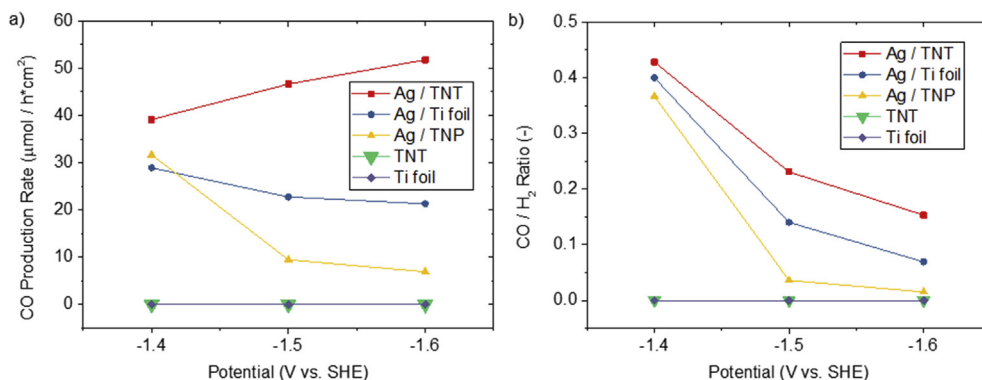 a)
CO Production Rate (µmol / h*cm²)
60
50
40
30
20
10
0
Ag / TNT
Ag / Ti foil
Ag / TNP
TNT
Ti foil
-1.4 -1.5 -1.6
Potential (V vs. SHE)
b)
CO / H₂ Ratio (-)
0.5
0.4
0.3
0.2
0.1
0.0
Ag / TNT
Ag / Ti foil
Ag / TNP
TNT
Ti foil
-1.4 -1.5 -1.6
Potential (V vs. SHE)